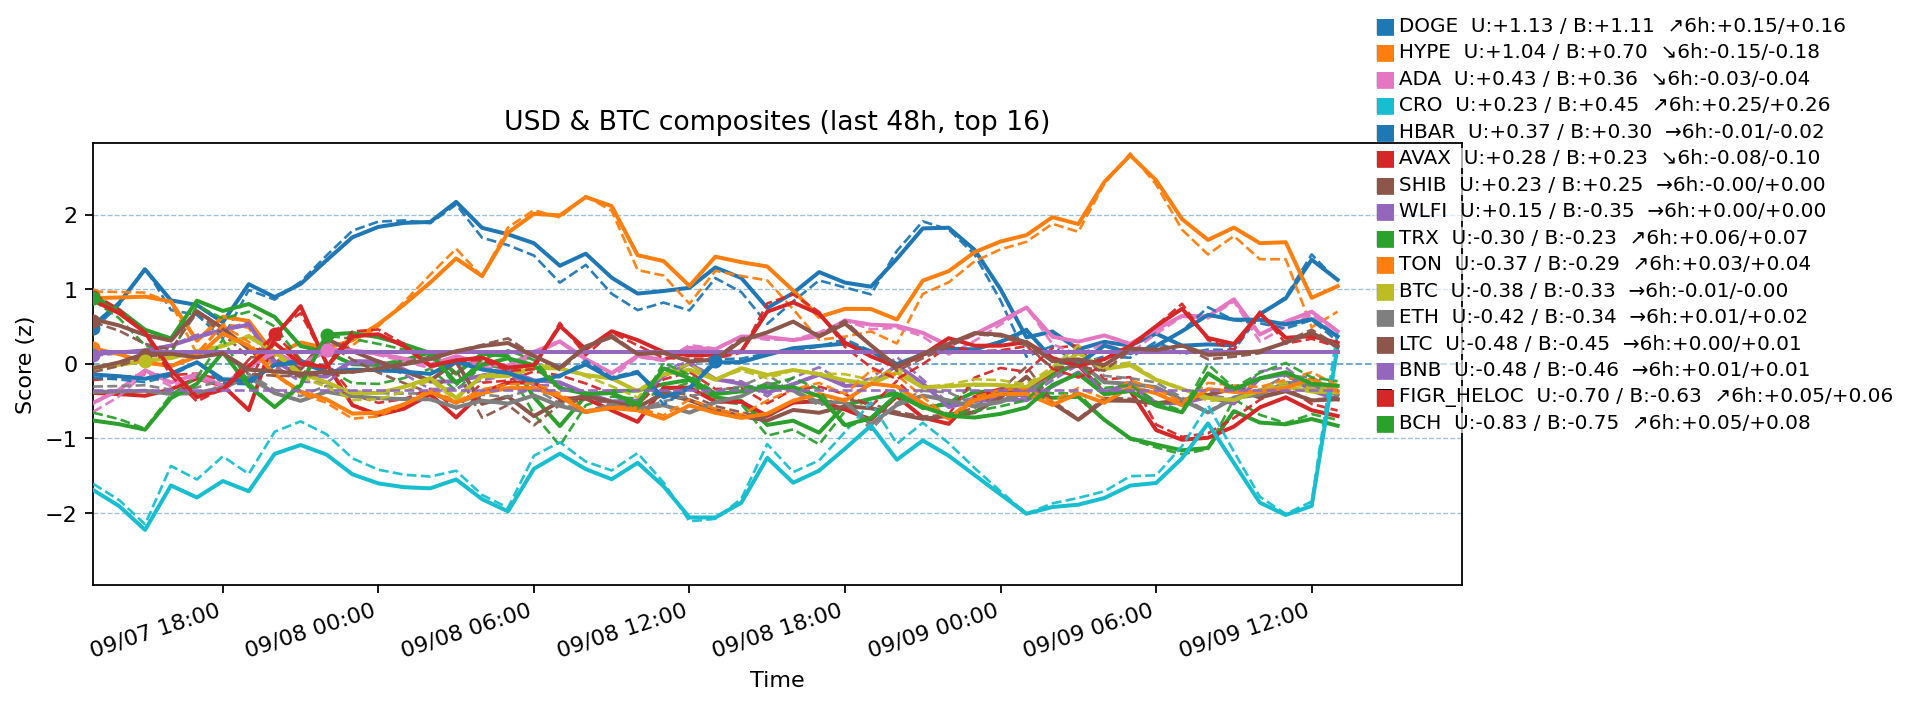 DOGE  U:+1.13 / B:+1.11  ↗6h:+0.15/+0.16
HYPE  U:+1.04 / B:+0.70  ↘6h:-0.15/-0.18
ADA  U:+0.43 / B:+0.36  ↘6h:-0.03/-0.04
CRO  U:+0.23 / B:+0.45  ↗6h:+0.25/+0.26
HBAR  U:+0.37 / B:+0.30  →6h:-0.01/-0.02
AVAX  U:+0.28 / B:+0.23  ↘6h:-0.08/-0.10
SHIB  U:+0.23 / B:+0.25  →6h:-0.00/+0.00
WLFI  U:+0.15 / B:-0.35  →6h:+0.00/+0.00
TRX  U:-0.30 / B:-0.23  ↗6h:+0.06/+0.07
TON  U:-0.37 / B:-0.29  ↗6h:+0.03/+0.04
BTC  U:-0.38 / B:-0.33  →6h:-0.01/-0.00
ETH  U:-0.42 / B:-0.34  →6h:+0.01/+0.02
LTC  U:-0.48 / B:-0.45  →6h:+0.00/+0.01
BNB  U:-0.48 / B:-0.46  →6h:+0.01/+0.01
FIGR_HELOC  U:-0.70 / B:-0.63  ↗6h:+0.05/+0.06
BCH  U:-0.83 / B:-0.75  ↗6h:+0.05/+0.08
USD & BTC composites (last 48h, top 16)
Score (z)
2
1
0
−1
−2
09/07 18:00
09/08 00:00
09/08 06:00
09/08 12:00
09/08 18:00
09/09 00:00
09/09 06:00
09/09 12:00
Time